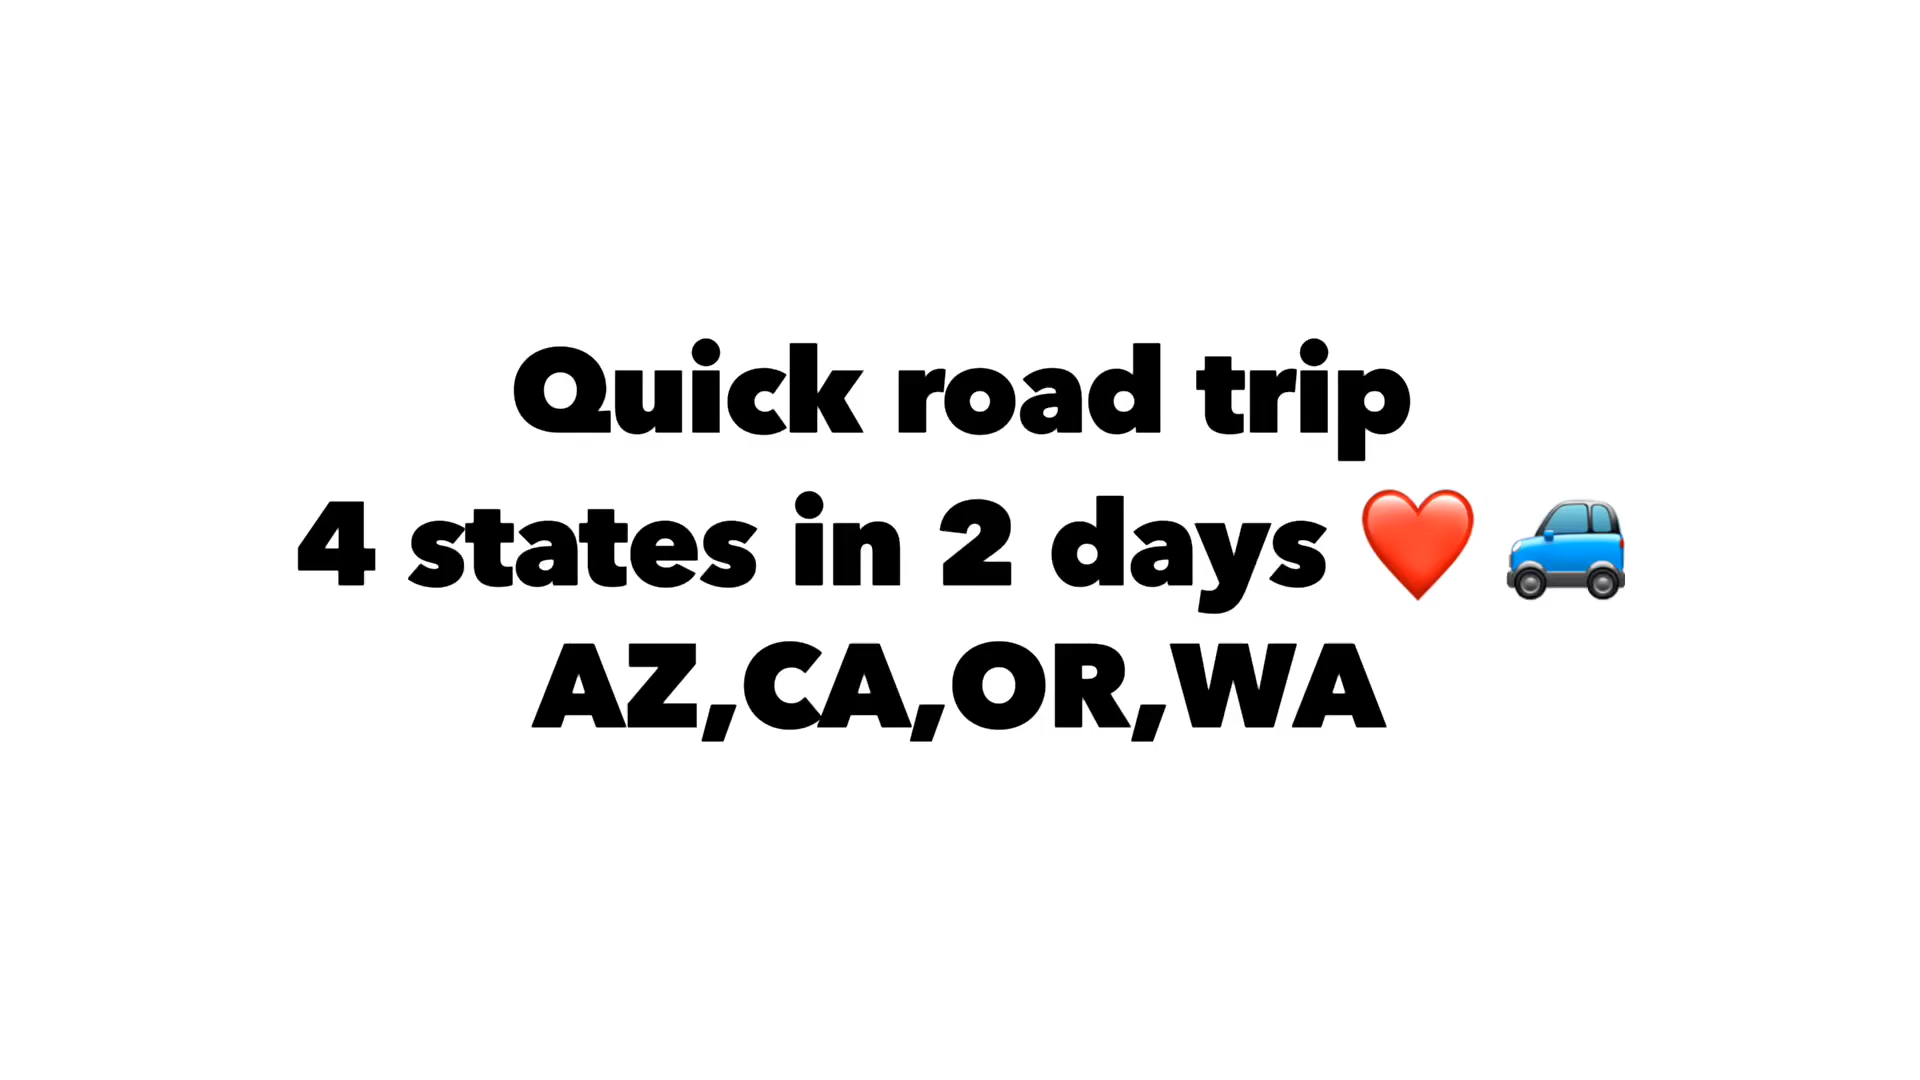 Quick road trip
4 states in 2 days ❤️ 🚙
AZ,CA,OR,WA